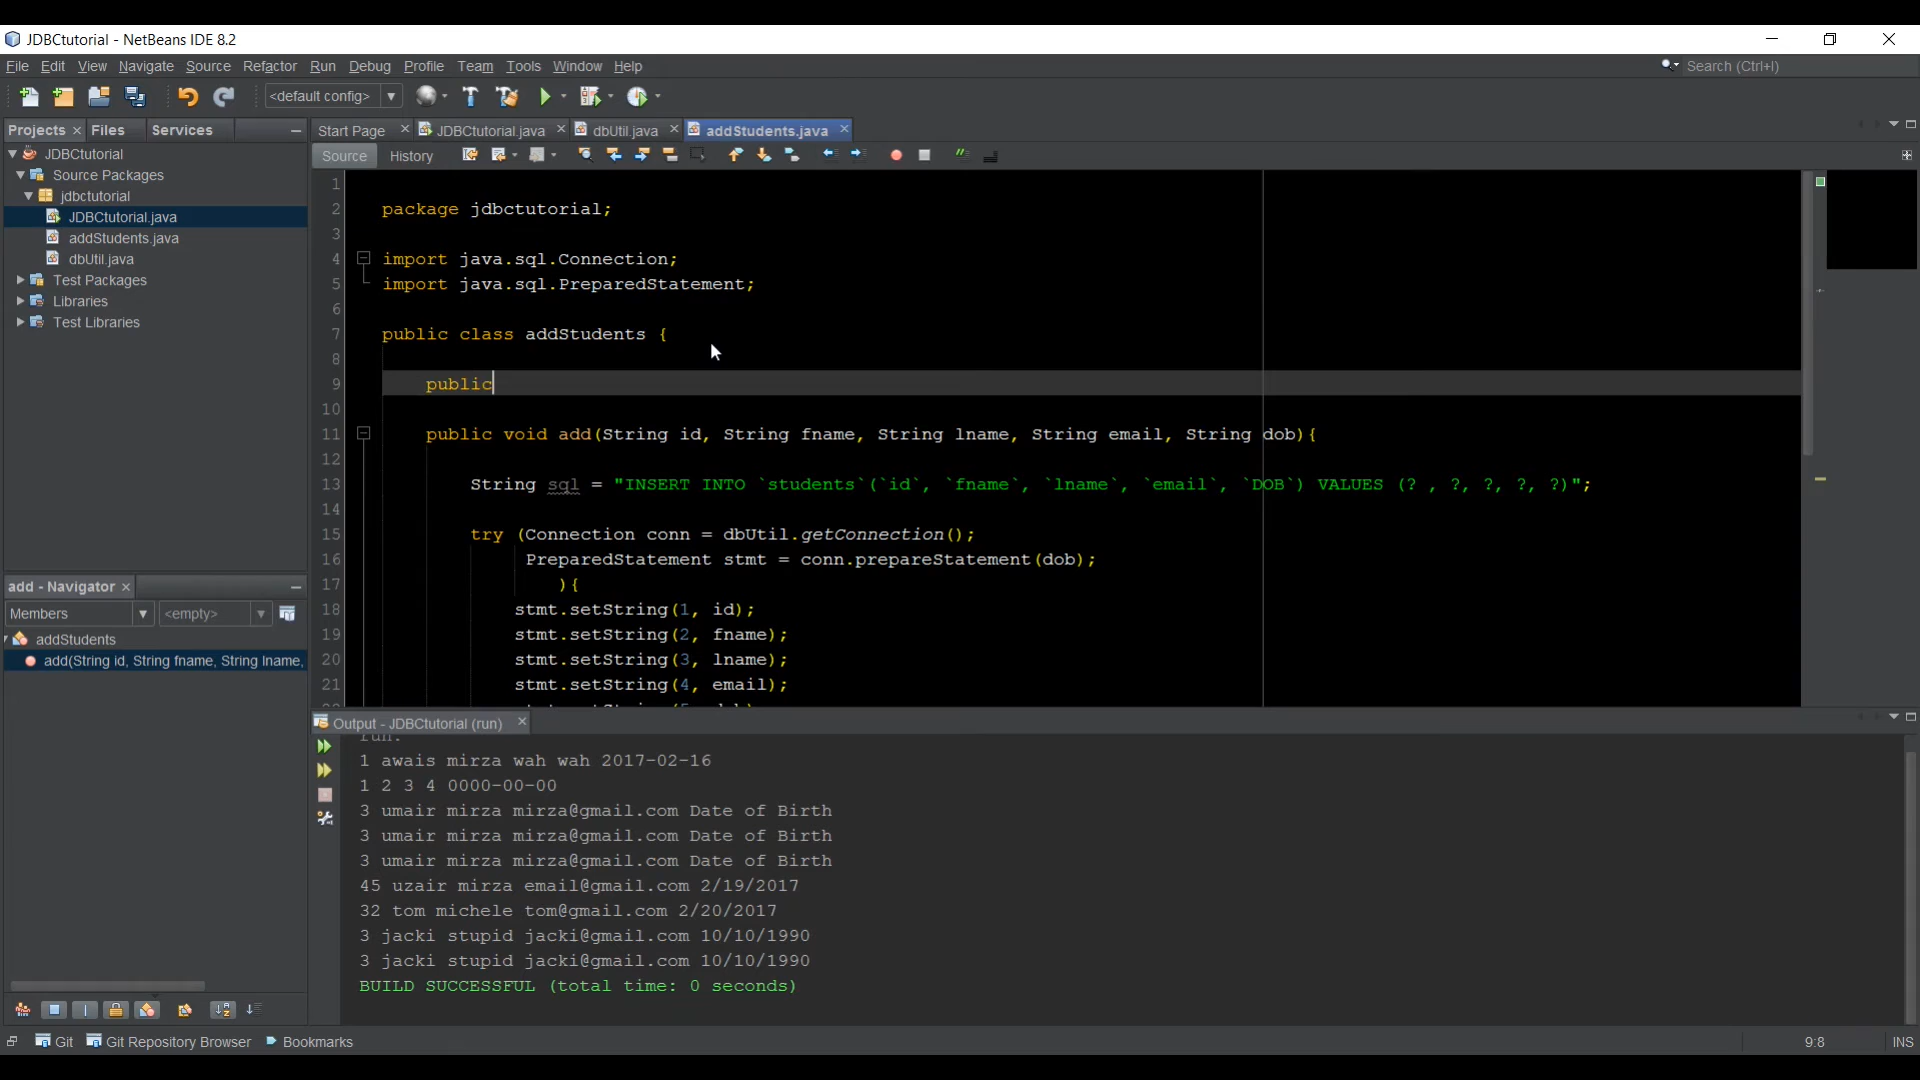 JDBCtutorial - NetBeans IDE 8.2
File Edit View Navigate Source Refactor Run Debug Profile Team Tools Window Help
Search (Ctrl+I)
<default config>
Projects Files Services
Start Page JDBCtutorial.java dbUtil.java addStudents.java
Source History
JDBCtutorial
Source Packages
jdbctutorial
JDBCtutorial.java
addStudents.java
dbUtil.java
Test Packages
Libraries
Test Libraries
1
2 package jdbctutorial;
3
4 import java.sql.Connection;
5 import java.sql.PreparedStatement;
6
7 public class addStudents {
8
9 public
10
11 public void add(String id, String fname, String lname, String email, String dob){
12
13 String sql = "INSERT INTO `students`(`id`, `fname`, `lname`, `email`, `DOB`) VALUES (? , ?, ?, ?, ?)";
14
15 try (Connection conn = dbUtil.getConnection();
16 PreparedStatement stmt = conn.prepareStatement(dob);
17 ){
18 stmt.setString(1, id);
19 stmt.setString(2, fname);
20 stmt.setString(3, lname);
21 stmt.setString(4, email);
add - Navigator
Members <empty>
addStudents
add(String id, String fname, String lname,
Output - JDBCtutorial (run)
run:
1 awais mirza wah wah 2017-02-16
1 2 3 4 0000-00-00
3 umair mirza mirza@gmail.com Date of Birth
3 umair mirza mirza@gmail.com Date of Birth
3 umair mirza mirza@gmail.com Date of Birth
45 uzair mirza email@gmail.com 2/19/2017
32 tom michele tom@gmail.com 2/20/2017
3 jacki stupid jacki@gmail.com 10/10/1990
3 jacki stupid jacki@gmail.com 10/10/1990
BUILD SUCCESSFUL (total time: 0 seconds)
Git Git Repository Browser Bookmarks
9:8 INS